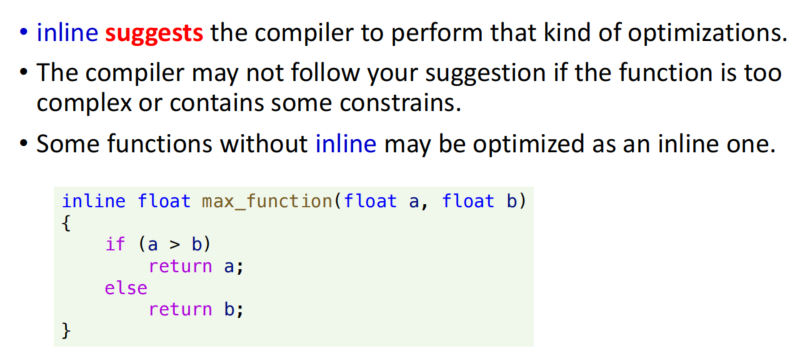 • inline suggests the compiler to perform that kind of optimizations.
• The compiler may not follow your suggestion if the function is too
complex or contains some constrains.
• Some functions without inline may be optimized as an inline one.
inline float max_function(float a, float b)
{
    if (a > b)
        return a;
    else
        return b;
}